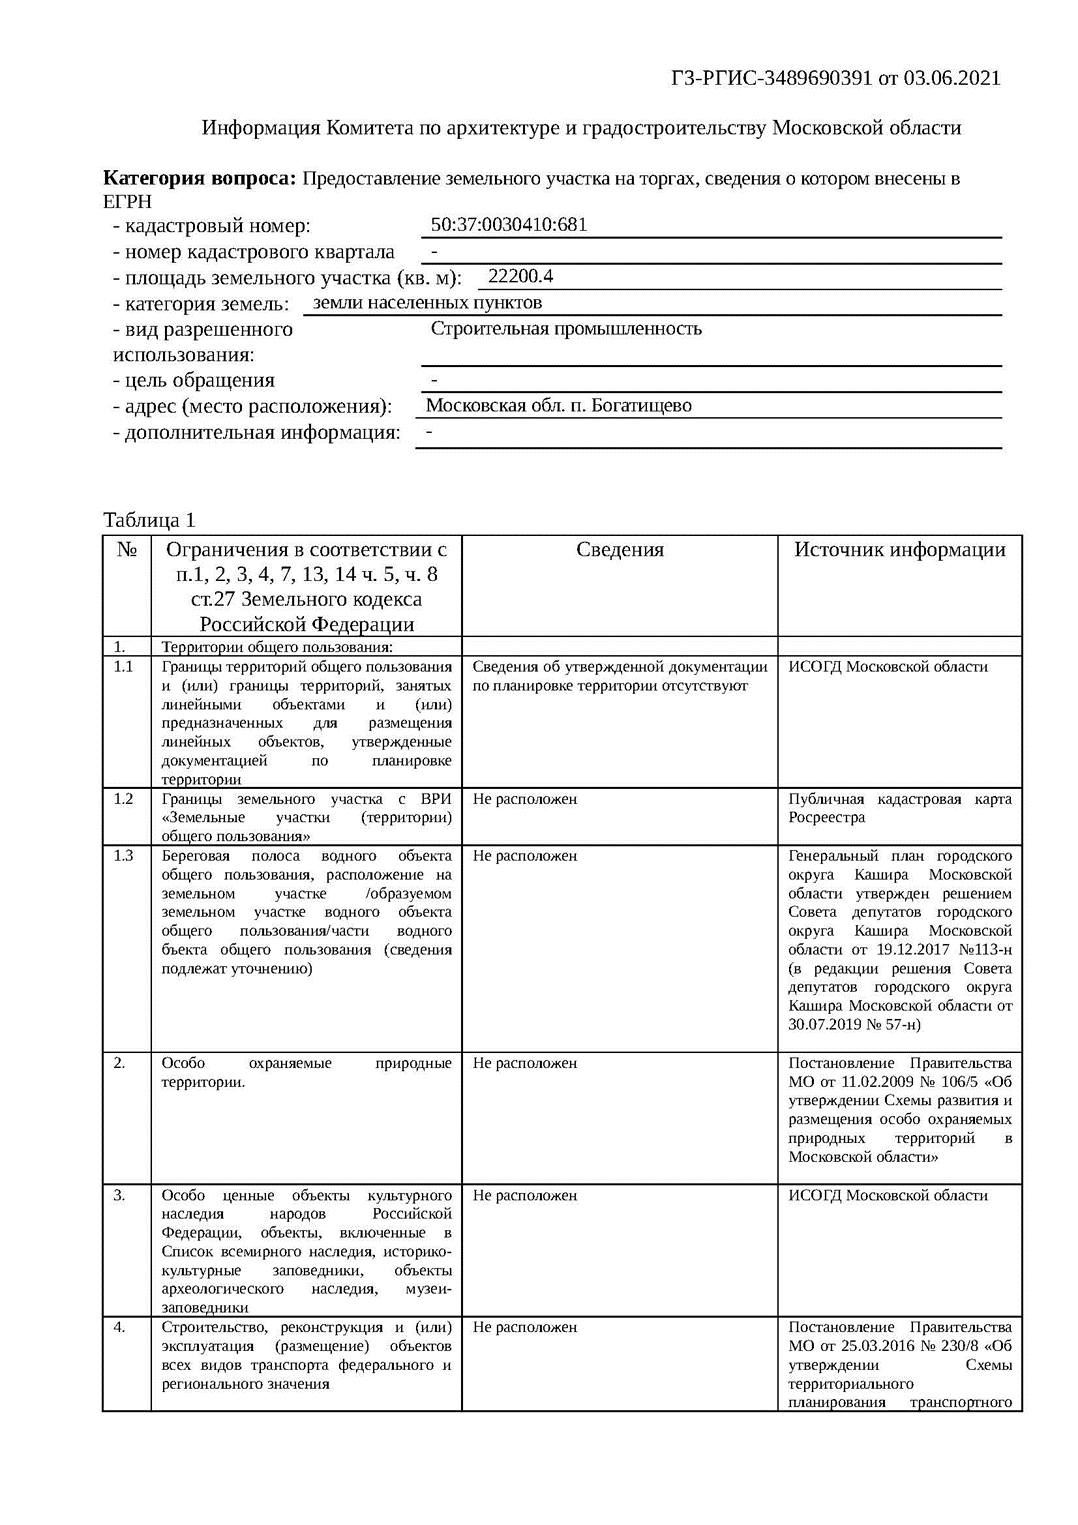 ГЗ-РГИС-3489690391 от 03.06.2021
Информация Комитета по архитектуре и градостроительству Московской области
Категория вопроса: Предоставление земельного участка на торгах, сведения о котором внесены в
ЕГРН
- кадастровый номер: 50:37:0030410:681
- номер кадастрового квартала -
- площадь земельного участка (кв. м): 22200.4
- категория земель: земли населенных пунктов
- вид разрешенного Строительная промышленность
использования:
- цель обращения -
- адрес (место расположения): Московская обл. п. Богатищево
- дополнительная информация: -
Таблица 1
№
Ограничения в соответствии с
п.1, 2, 3, 4, 7, 13, 14 ч. 5, ч. 8
ст.27 Земельного кодекса
Российской Федерации
Сведения
Источник информации
1.
Территории общего пользования:
1.1
Границы территорий общего пользования
и (или) границы территорий, занятых
линейными объектами и (или)
предназначенных для размещения
линейных объектов, утвержденные
документацией по планировке
территории
Сведения об утвержденной документации
по планировке территории отсутствуют
ИСОГД Московской области
1.2
Границы земельного участка с ВРИ
«Земельные участки (территории)
общего пользования»
Не расположен
Публичная кадастровая карта
Росреестра
1.3
Береговая полоса водного объекта
общего пользования, расположение на
земельном участке /образуемом
земельном участке водного объекта
общего пользования/части водного
бъекта общего пользования (сведения
подлежат уточнению)
Не расположен
Генеральный план городского
округа Кашира Московской
области утвержден решением
Совета депутатов городского
округа Кашира Московской
области от 19.12.2017 №113-н
(в редакции решения Совета
депутатов городского округа
Кашира Московской области от
30.07.2019 № 57-н)
2.
Особо охраняемые природные
территории.
Не расположен
Постановление Правительства
МО от 11.02.2009 № 106/5 «Об
утверждении Схемы развития и
размещения особо охраняемых
природных территорий в
Московской области»
3.
Особо ценные объекты культурного
наследия народов Российской
Федерации, объекты, включенные в
Список всемирного наследия, историко-
культурные заповедники, объекты
археологического наследия, музеи-
заповедники
Не расположен
ИСОГД Московской области
4.
Строительство, реконструкция и (или)
эксплуатация (размещение) объектов
всех видов транспорта федерального и
регионального значения
Не расположен
Постановление Правительства
МО от 25.03.2016 № 230/8 «Об
утверждении Схемы
территориального
планирования транспортного